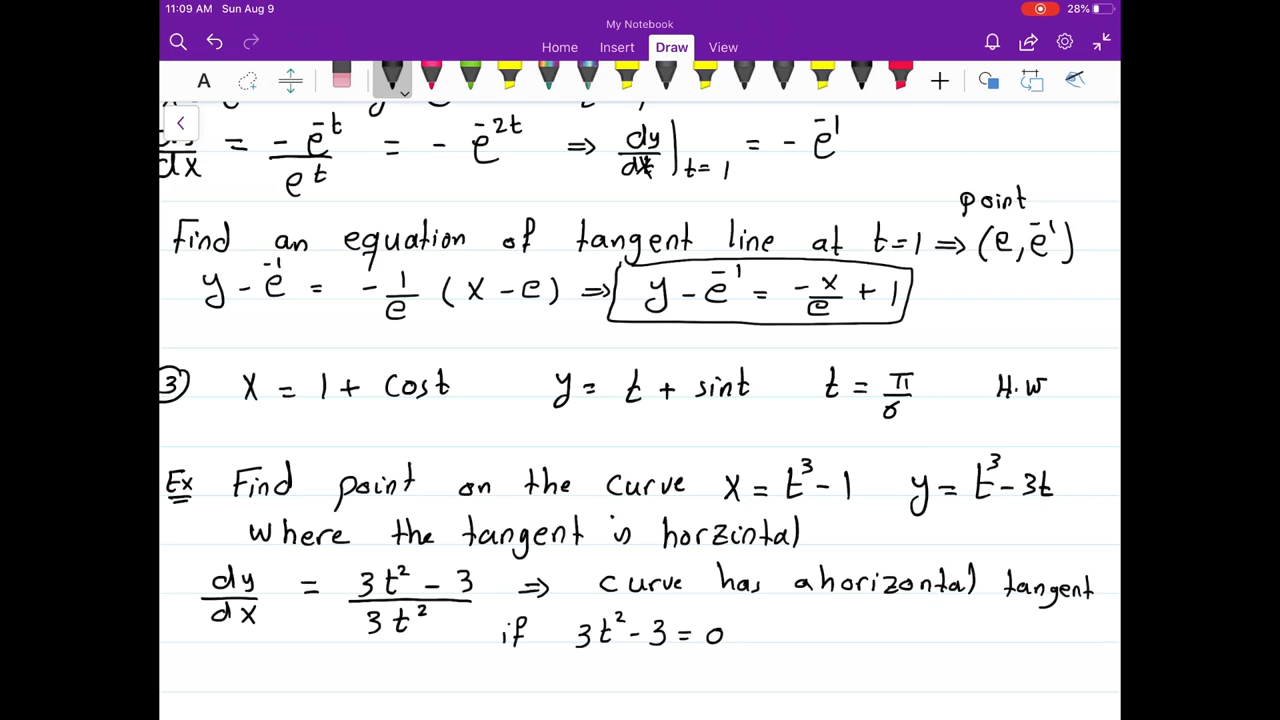 11:09 AM Sun Aug 9
28%
My Notebook
Home Insert Draw View
A
dx = -e^-t / e^t = - e^-2t ⇒ dy/dx |t=1 = - e^-1
point
Find an equation of tangent line at t=1 ⇒ (e, e^-1)
y - e^-1 = - 1/e (x - e) ⇒ y - e^-1 = -x/e + 1
③ x = 1 + cost y = t + sint t = π/6 H.W
Ex Find point on the curve x = t^3 - 1 y = t^3 - 3t
where the tangent is horzintal
dy/dx = 3t^2 - 3 / 3t^2 ⇒ curve has a horizontal tangent
if 3t^2 - 3 = 0